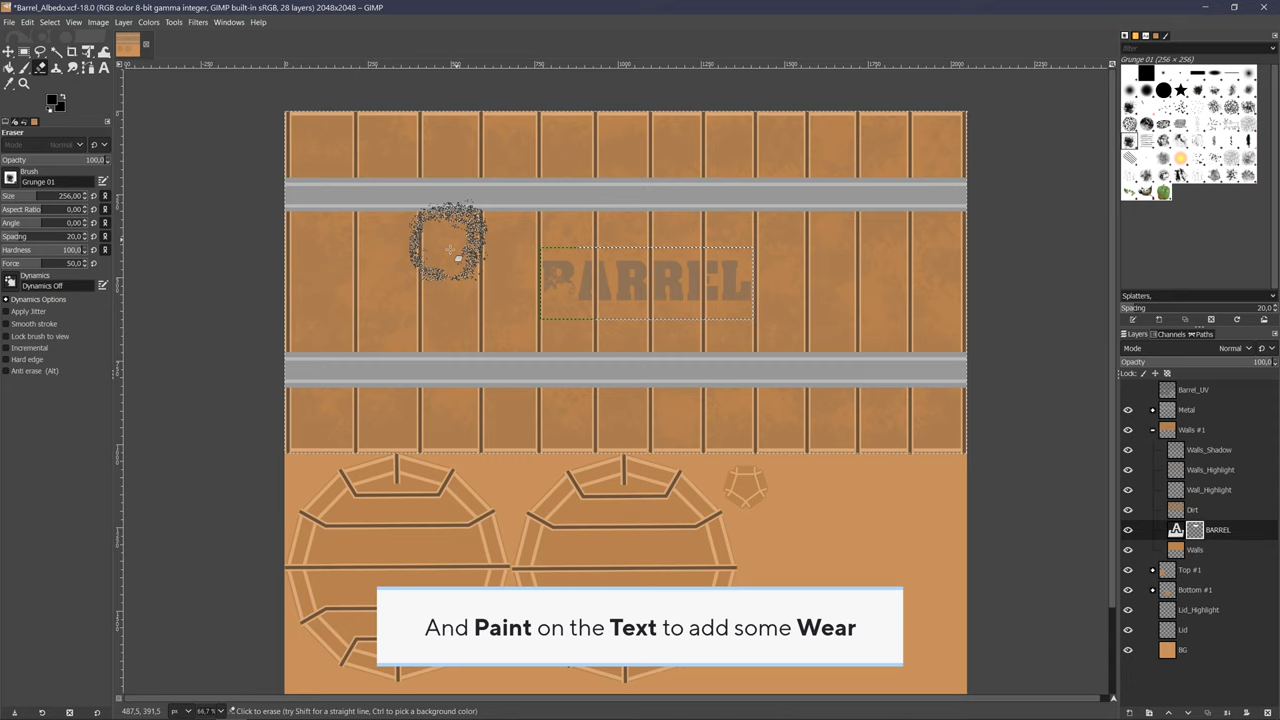 *Barrel_Albedo.xcf-18.0 (RGB color 8-bit gamma integer, GIMP built-in sRGB, 28 layers) 2048x2048 – GIMP
File Edit Select View Image Layer Colors Tools Filters Windows Help
Eraser
Mode Normal
Opacity 100,0
Brush
Grunge 01
Size 256,00
Aspect Ratio 0,00
Angle 0,00
Spacing 20,0
Hardness 100,0
Force 50,0
Dynamics
Dynamics Off
Dynamics Options
Apply Jitter
Smooth stroke
Lock brush to view
Incremental
Hard edge
Anti erase (Alt)
BARREL
And Paint on the Text to add some Wear
487,5, 391,5 px 66,7 % Click to erase (try Shift for a straight line, Ctrl to pick a background color)
filter
Grunge 01 (256 × 256)
Splatters,
Spacing 20,0
Layers Channels Paths
Mode Normal
Opacity 100,0
Lock:
Barrel_UV
Metal
Walls #1
Walls_Shadow
Walls_Highlight
Wall_Highlight
Dirt
BARREL
Walls
Top #1
Bottom #1
Lid_Highlight
Lid
BG